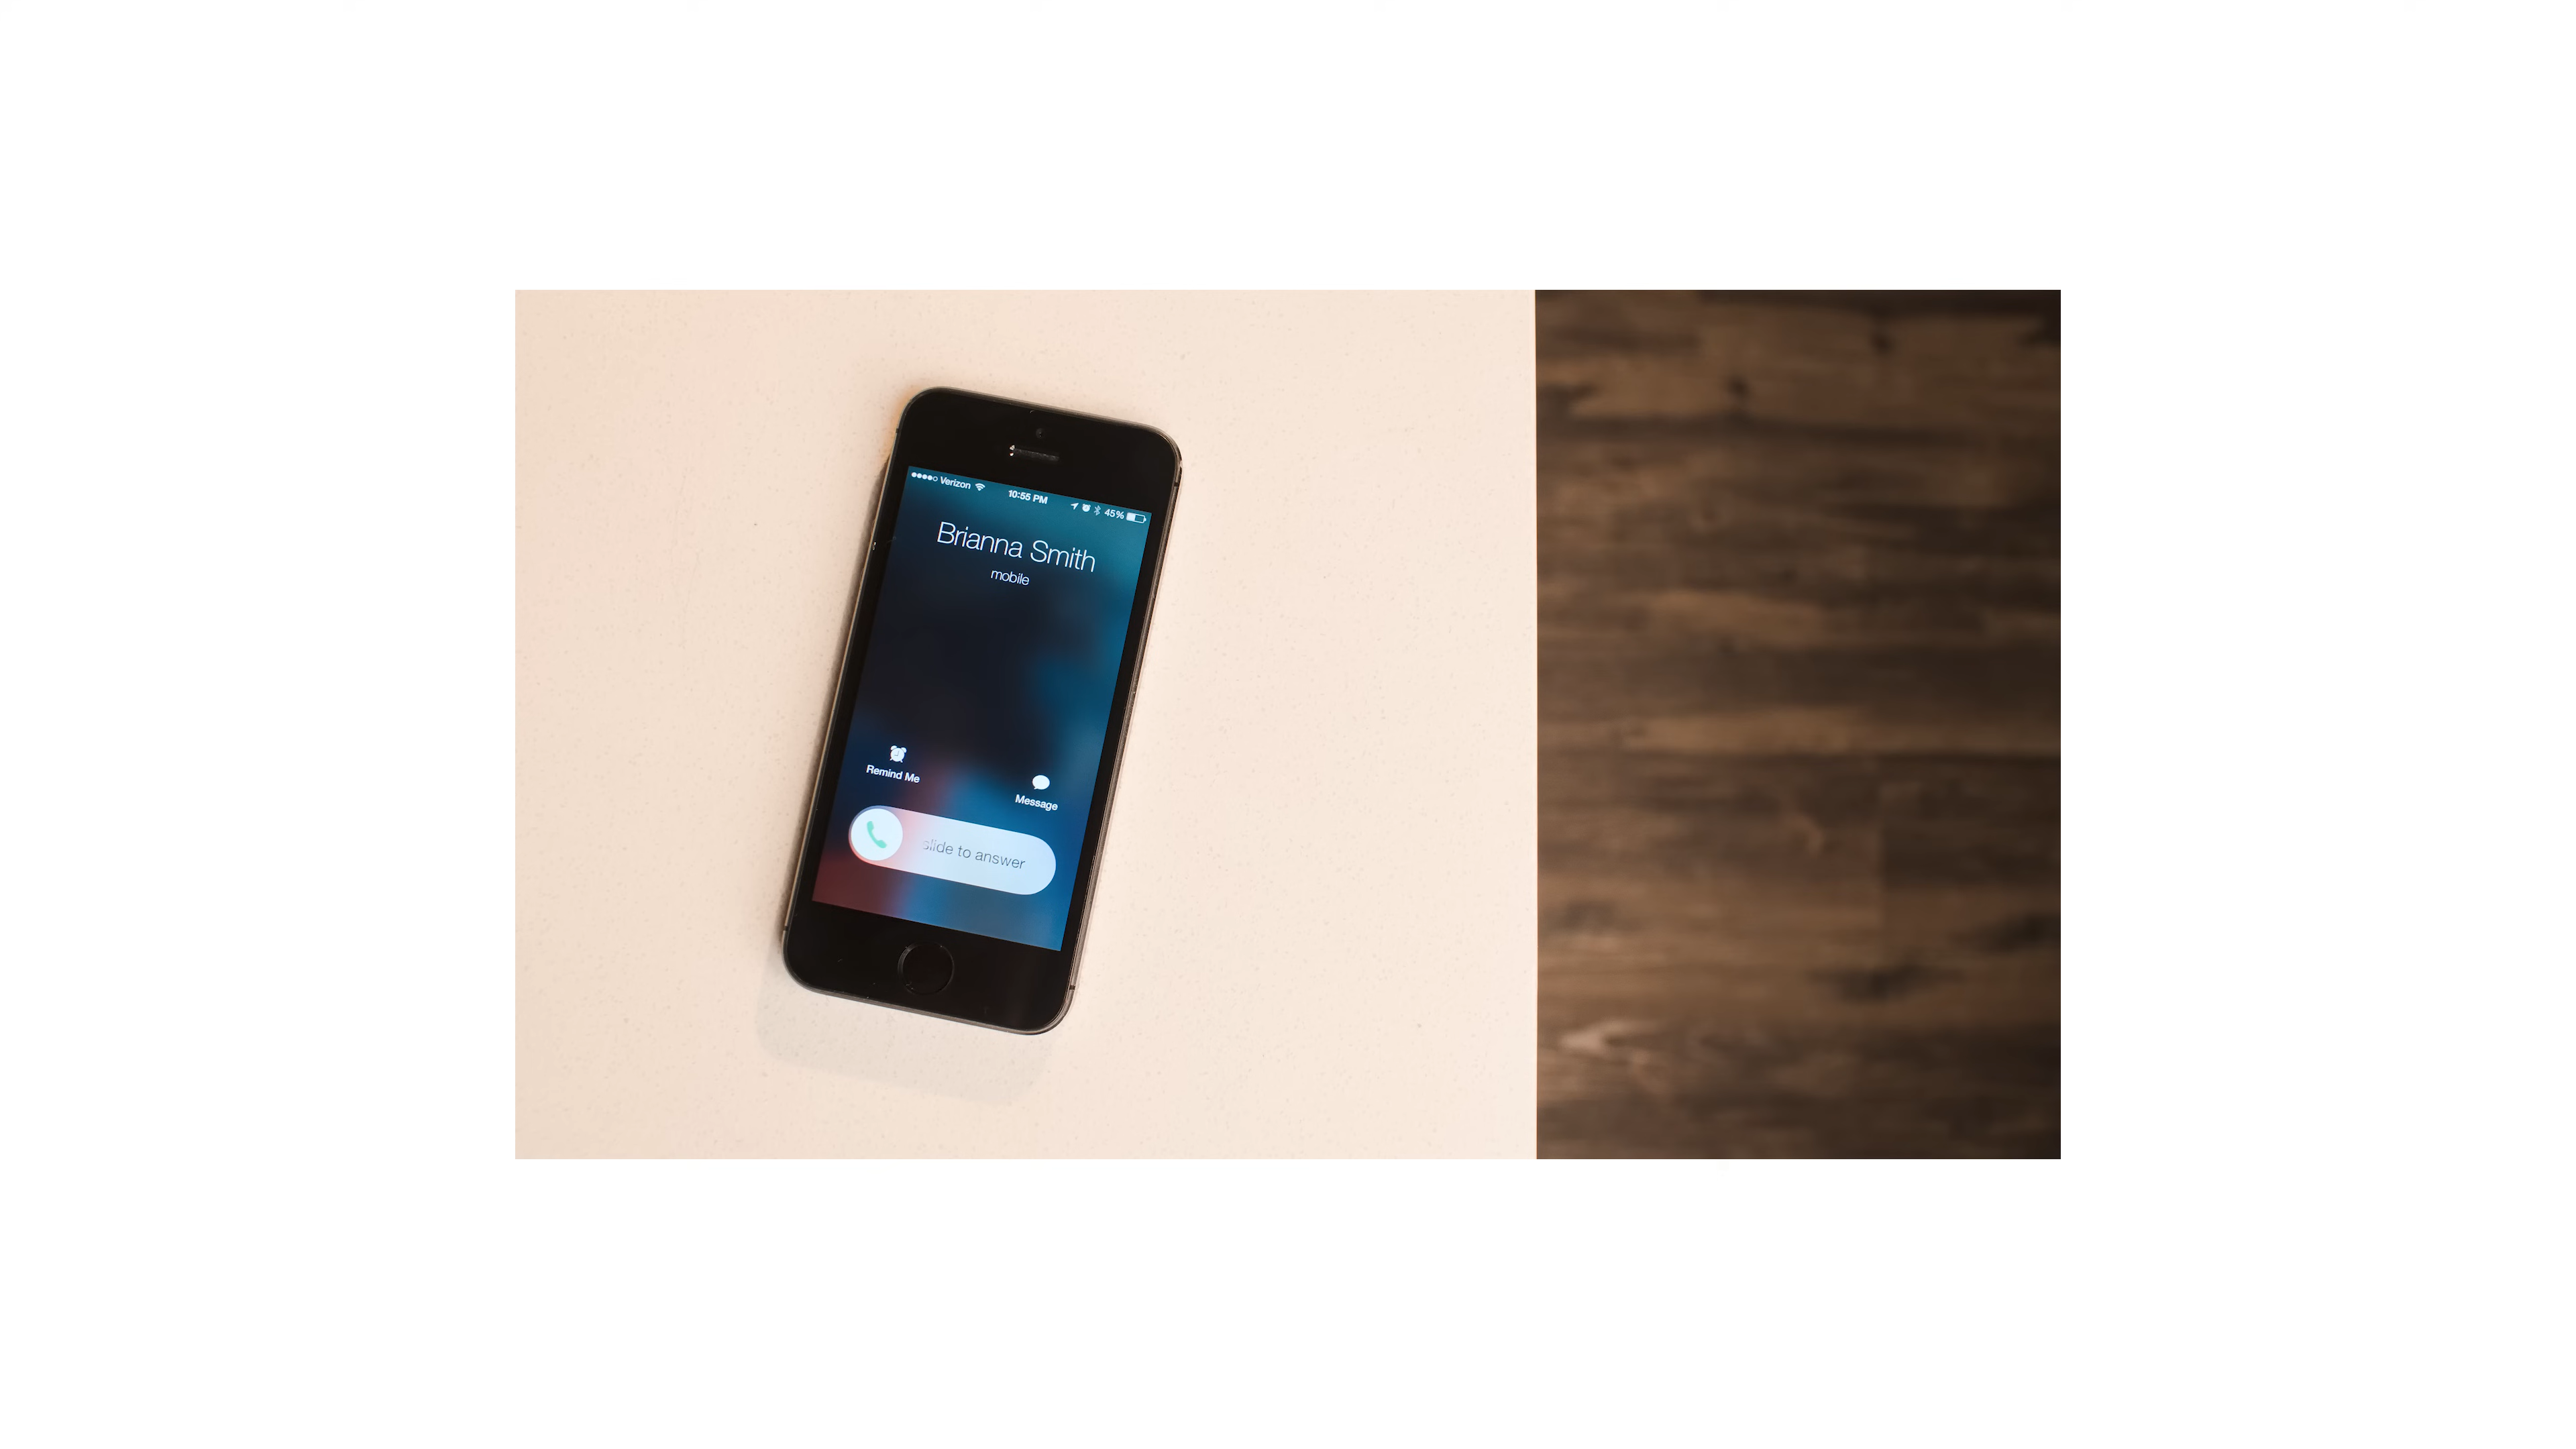 Verizon 10:55 PM 45%
Brianna Smith
mobile
Remind Me Message
slide to answer